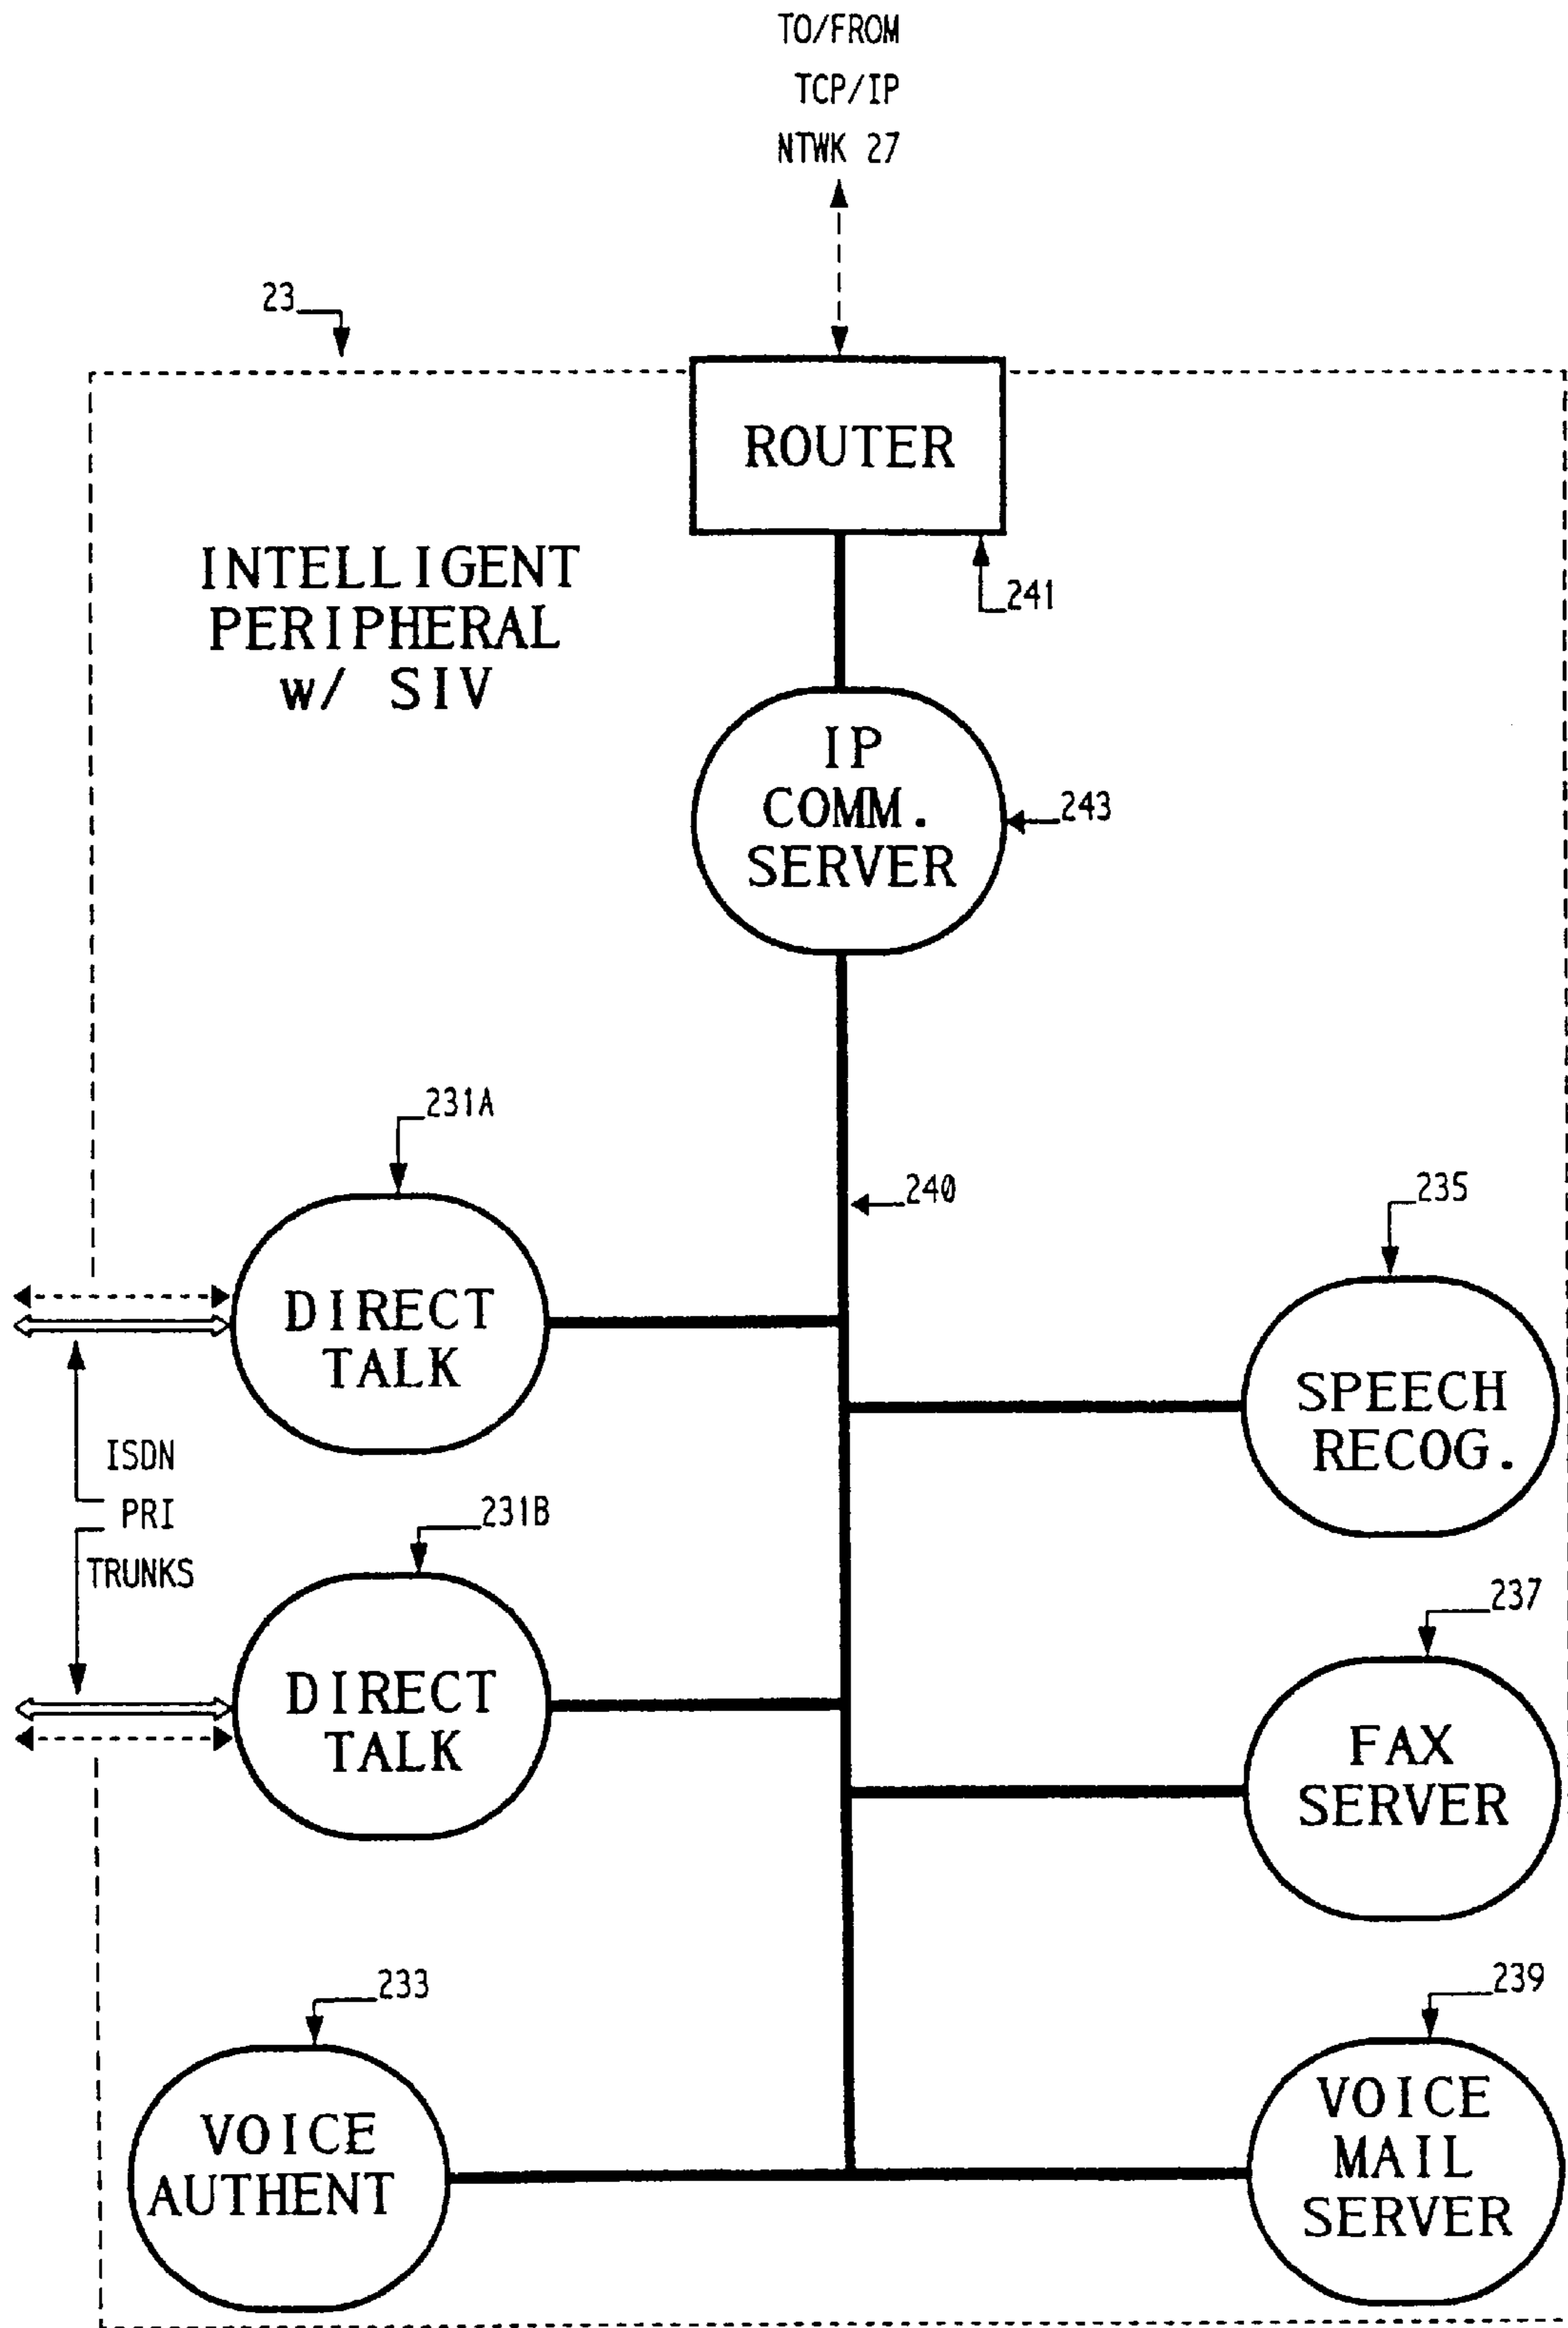 TO/FROM
TCP/IP
NTWK 27
23
ROUTER
241
INTELLIGENT
PERIPHERAL
w/ SIV
IP
COMM.
SERVER
243
231A
240
235
DIRECT
TALK
SPEECH
RECOG.
ISDN
PRI
TRUNKS
231B
237
DIRECT
TALK
FAX
SERVER
233
239
VOICE
AUTHENT
VOICE
MAIL
SERVER